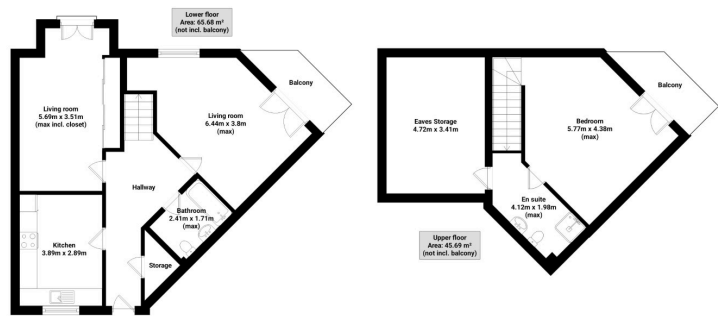 Lower floor
Area: 65.68 m²
(not incl. balcony)
Living room
5.69m x 3.51m
(max incl. closet)
Living room
6.44m x 3.8m
(max)
Balcony
Hallway
Bathroom
2.41m x 1.71m
(max)
Kitchen
3.89m x 2.89m
Storage
Eaves Storage
4.72m x 3.41m
Bedroom
5.77m x 4.38m
(max)
Balcony
En suite
4.12m x 1.98m
(max)
Upper floor
Area: 45.69 m²
(not incl. balcony)